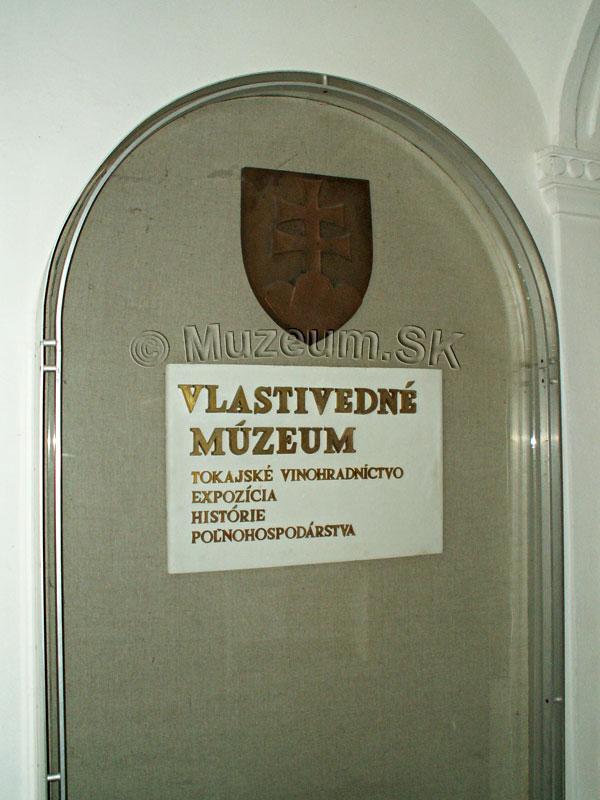 © Muzeum.SK
VLASTIVEDNÉ
MÚZEUM
TOKAJSKÉ VINOHRADNÍCTVO
EXPOZÍCIA
HISTÓRIE
POĽNOHOSPODÁRSTVA